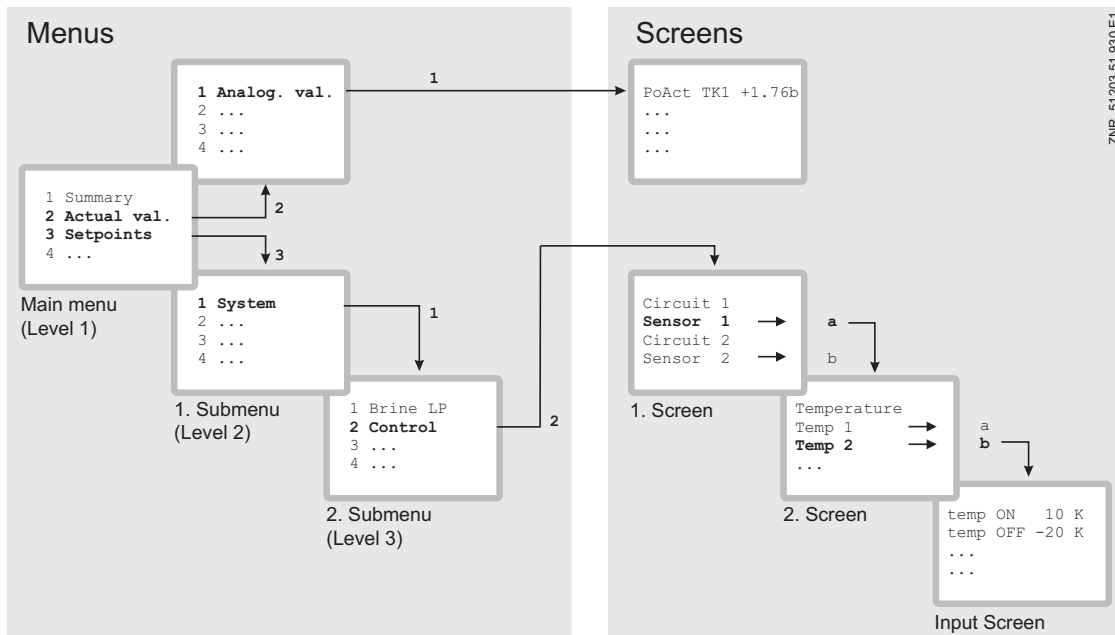 Menus
1 Analog. val.
2 ...
3 ...
4 ...
1
1 Summary
2 Actual val.
3 Setpoints
4 ...
2
3
Main menu
(Level 1)
1 System
2 ...
3 ...
4 ...
1
1. Submenu
(Level 2)
1 Brine LP
2 Control
3 ...
4 ...
2
2. Submenu
(Level 3)
Screens
PoAct TK1 +1.76b
...
...
...
Circuit 1
Sensor 1 a
Circuit 2
Sensor 2 b
1. Screen
Temperature
Temp 1 a
Temp 2 b
...
2. Screen
temp ON 10 K
temp OFF -20 K
...
...
Input Screen
ZNR. 51203 51 930 E1